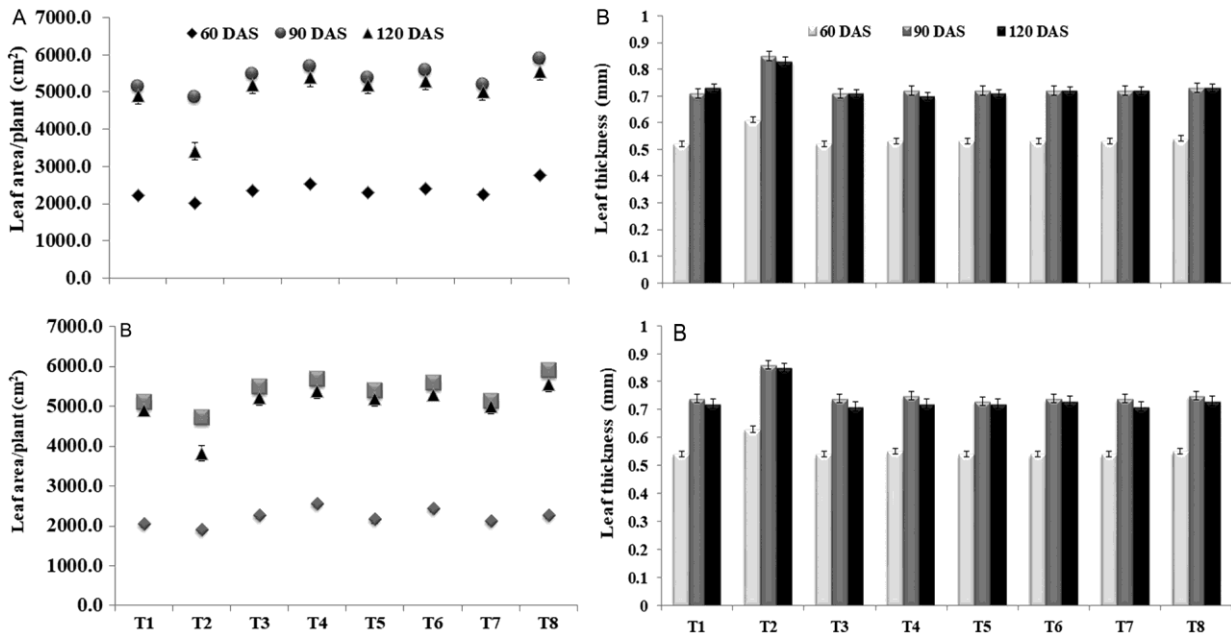 A
7000.0
6000.0
5000.0
4000.0
3000.0
2000.0
1000.0
0.0
Leaf area/plant (cm²)
60 DAS 90 DAS 120 DAS
B
1
0.9
0.8
0.7
0.6
0.5
0.4
0.3
0.2
0.1
0
Leaf thickness (mm)
60 DAS 90 DAS 120 DAS
T1 T2 T3 T4 T5 T6 T7 T8
B
7000.0
6000.0
5000.0
4000.0
3000.0
2000.0
1000.0
0.0
Leaf area/plant (cm²)
T1 T2 T3 T4 T5 T6 T7 T8
B
1
0.9
0.8
0.7
0.6
0.5
0.4
0.3
0.2
0.1
0
Leaf thickness (mm)
T1 T2 T3 T4 T5 T6 T7 T8